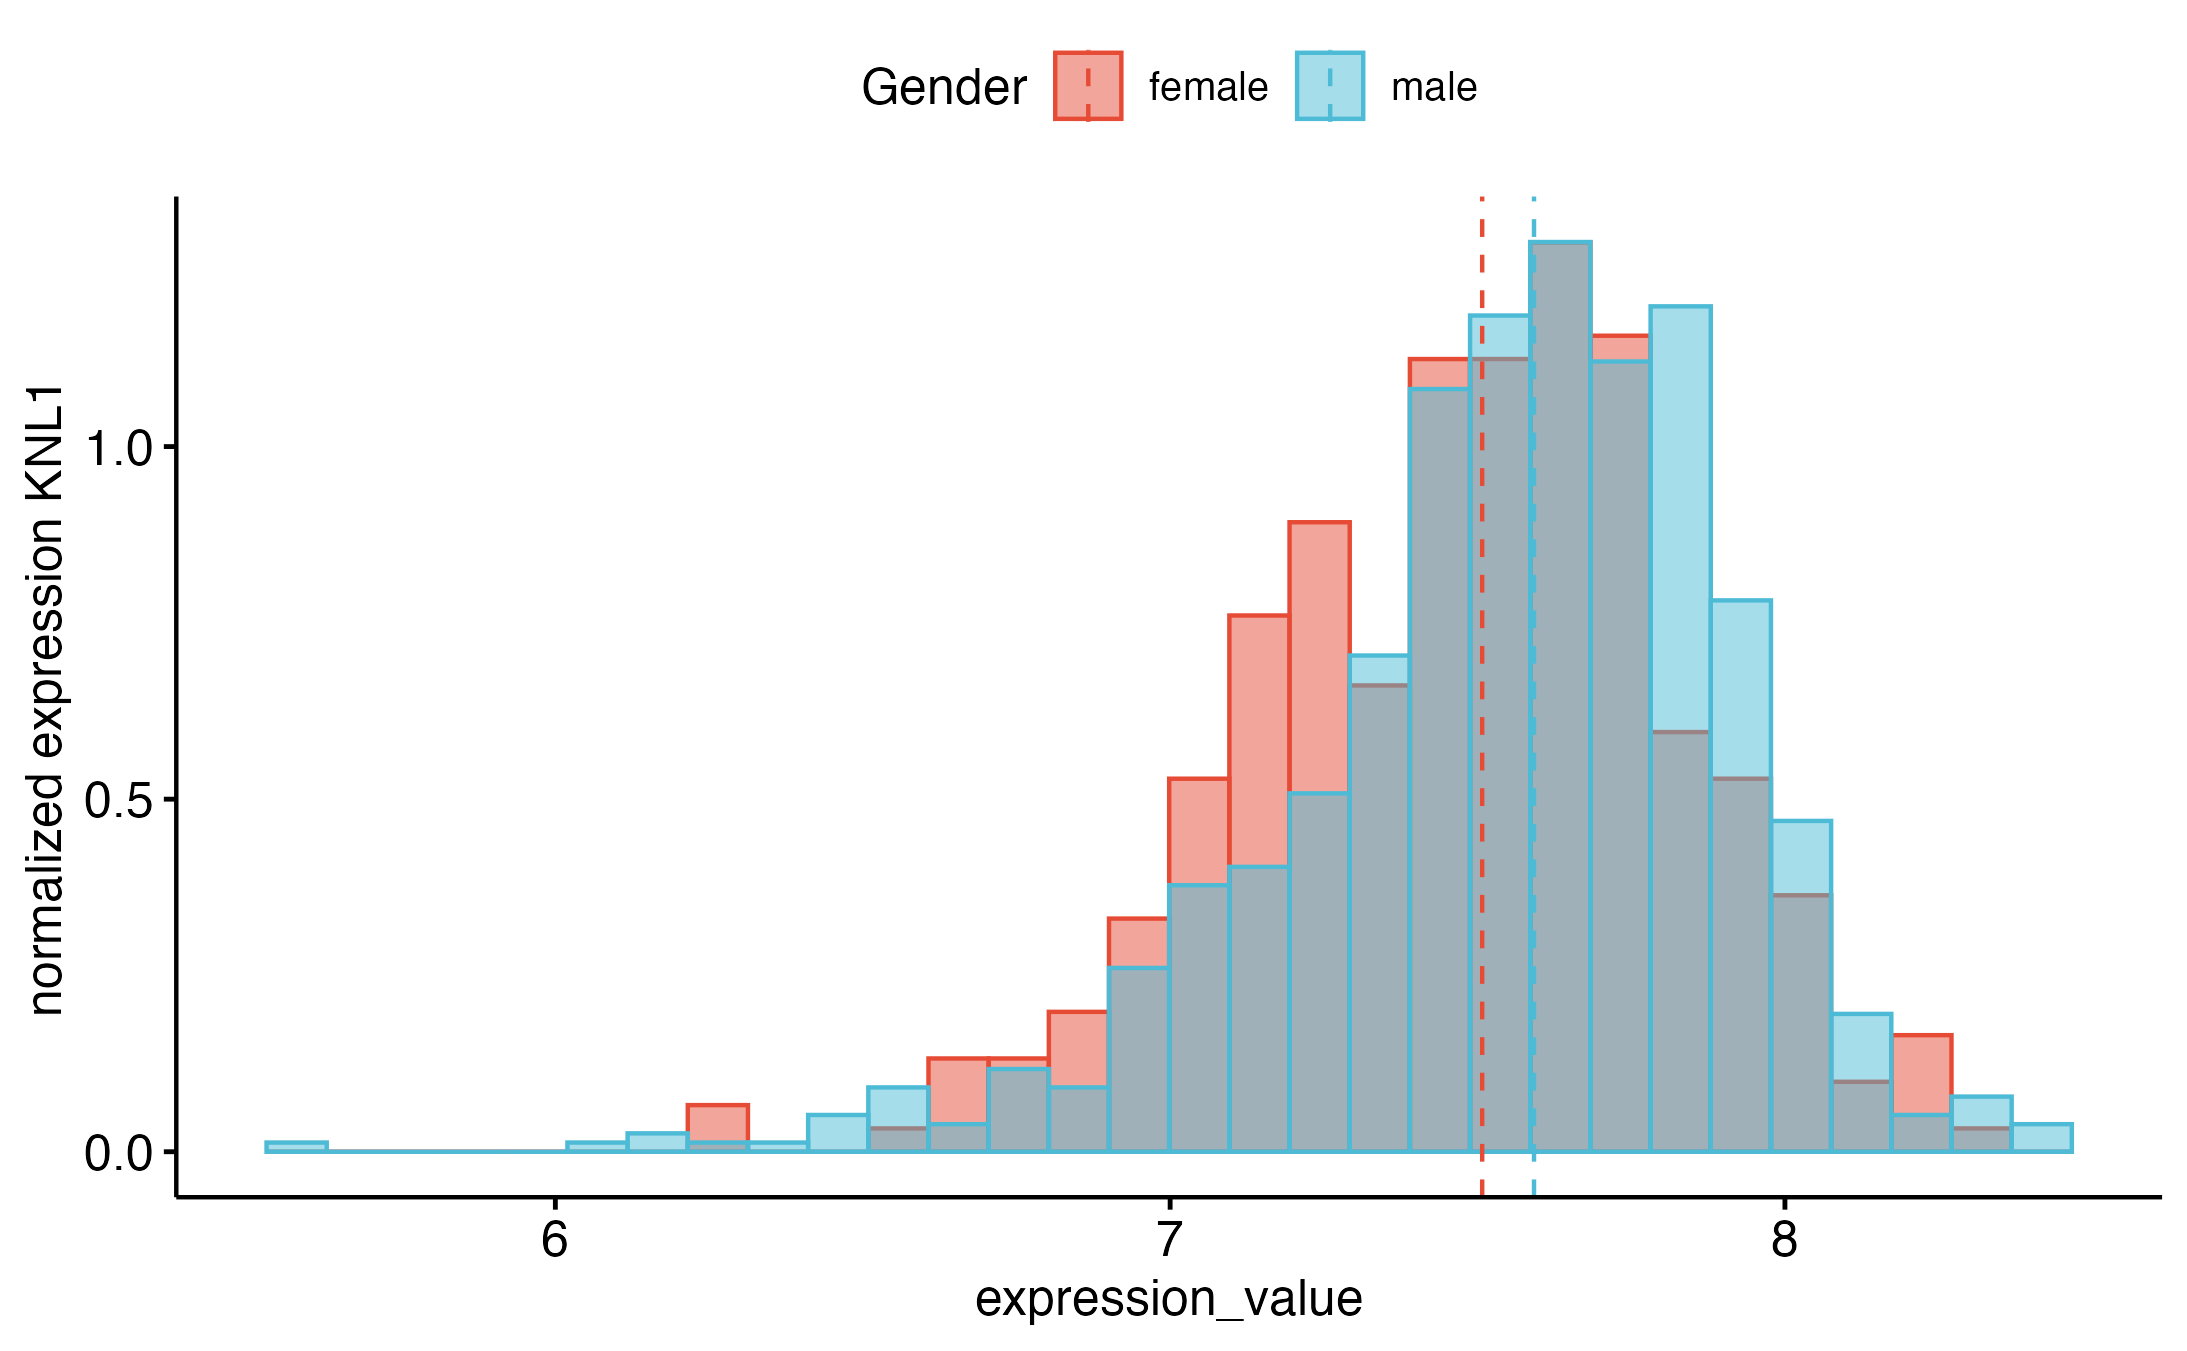 Gender female male
normalized expression KNL1
1.0
0.5
0.0
6 7 8
expression_value